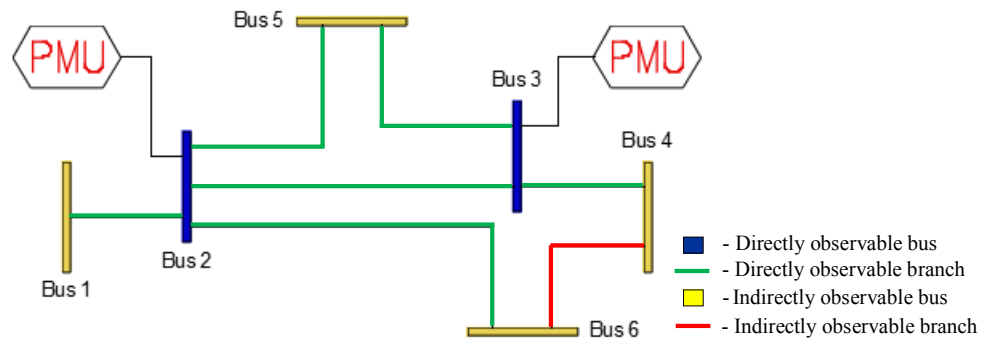 Bus 5
PMU
PMU
Bus 3
Bus 4
Bus 2
Bus 1
Bus 6
- Directly observable bus
- Directly observable branch
- Indirectly observable bus
- Indirectly observable branch